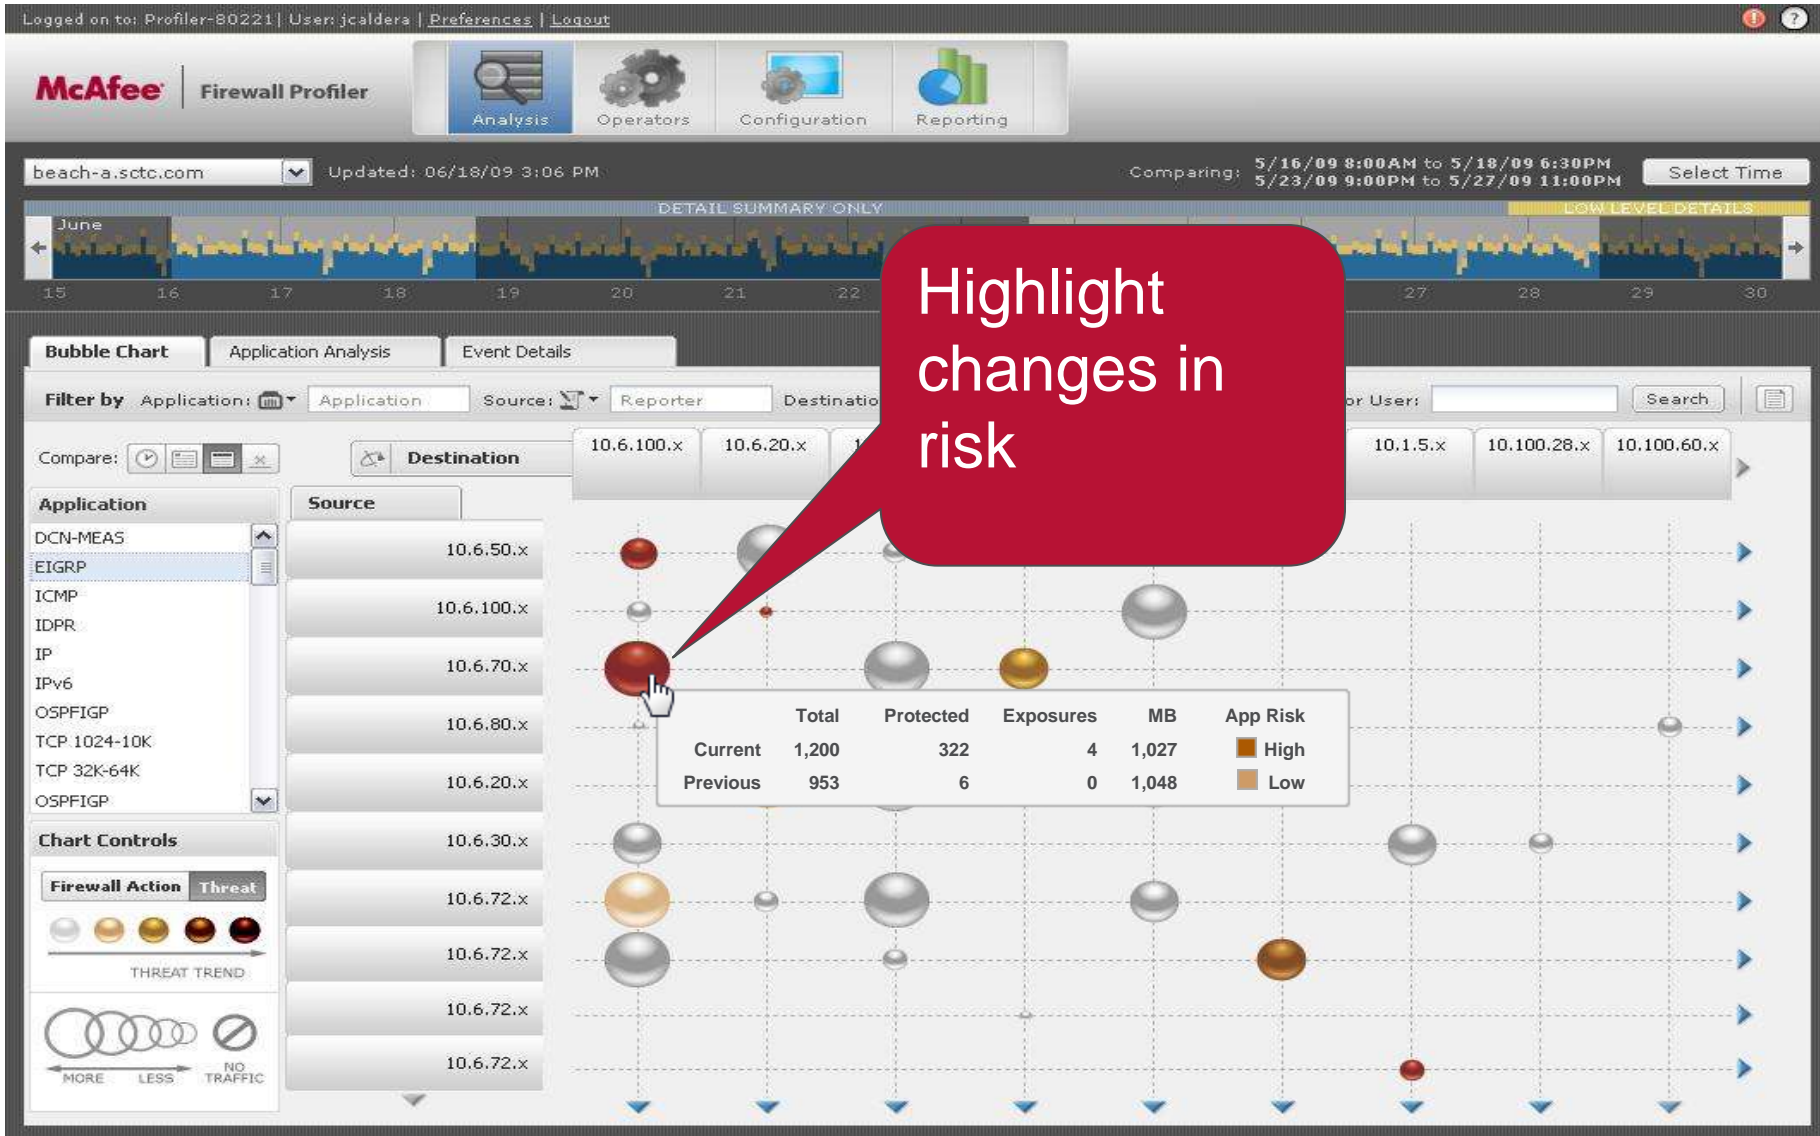 Logged on to: Profiler-80221| User: jcaldera | Preferences | Logout
McAfee | Firewall Profiler
Analysis Operators Configuration Reporting
beach-a.sctc.com Updated: 06/18/09 3:06 PM
Comparing: 5/16/09 8:00AM to 5/18/09 6:30PM
5/23/09 9:00PM to 5/27/09 11:00PM
Select Time
DETAIL SUMMARY ONLY LOW LEVEL DETAILS
June
15 16 17 18 19 20 21 22 27 28 29 30
Highlight
changes in
risk
Bubble Chart Application Analysis Event Details
Filter by Application: Application Source: Reporter Destinatio or User: Search
Compare: Destination 10.6.100.x 10.6.20.x 10.1.5.x 10.100.28.x 10.100.60.x
Application Source
DCN-MEAS
EIGRP
ICMP
IDPR
IP
IPv6
OSPFIGP
TCP 1024-10K
TCP 32K-64K
OSPFIGP
10.6.50.x
10.6.100.x
10.6.70.x
10.6.80.x
10.6.20.x
10.6.30.x
10.6.72.x
10.6.72.x
10.6.72.x
10.6.72.x
Total Protected Exposures MB App Risk
Current 1,200 322 4 1,027 High
Previous 953 6 0 1,048 Low
Chart Controls
Firewall Action Threat
THREAT TREND
MORE LESS NO TRAFFIC